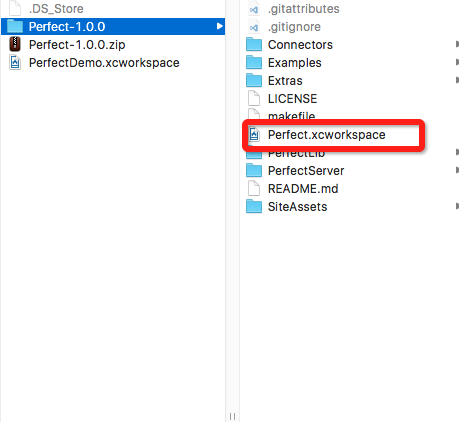 .DS_Store
Perfect-1.0.0
Perfect-1.0.0.zip
PerfectDemo.xcworkspace
.gitattributes
.gitignore
Connectors
Examples
Extras
LICENSE
makefile
Perfect.xcworkspace
PerfectLib
PerfectServer
README.md
SiteAssets